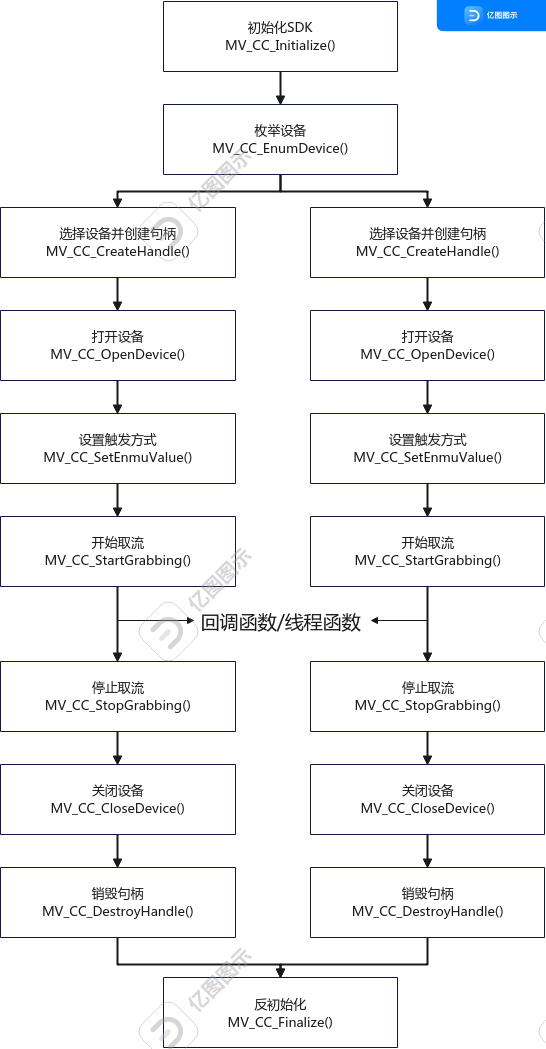 亿图图示
初始化SDK
MV_CC_Initialize()
枚举设备
MV_CC_EnumDevice()
亿图图示
选择设备并创建句柄
MV_CC_CreateHandle()
选择设备并创建句柄
MV_CC_CreateHandle()
打开设备
MV_CC_OpenDevice()
打开设备
MV_CC_OpenDevice()
设置触发方式
MV_CC_SetEnmuValue()
设置触发方式
MV_CC_SetEnmuValue()
开始取流
MV_CC_StartGrabbing()
开始取流
MV_CC_StartGrabbing()
亿图图示
回调函数/线程函数
停止取流
MV_CC_StopGrabbing()
停止取流
MV_CC_StopGrabbing()
关闭设备
MV_CC_CloseDevice()
关闭设备
MV_CC_CloseDevice()
销毁句柄
MV_CC_DestroyHandle()
销毁句柄
MV_CC_DestroyHandle()
亿图图示
反初始化
MV_CC_Finalize()